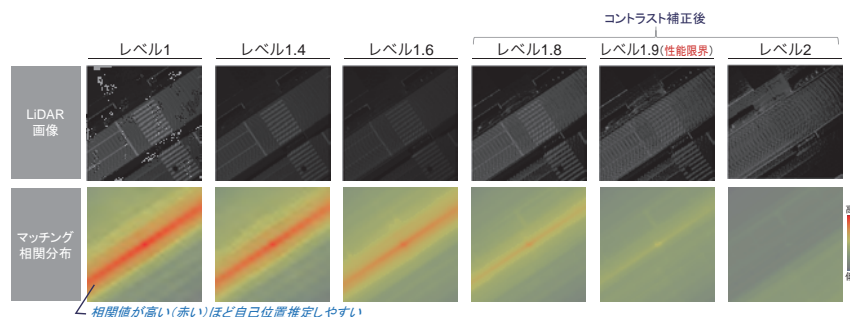 コントラスト補正後
レベル1 レベル1.4 レベル1.6 レベル1.8 レベル1.9(性能限界) レベル2
LiDAR
画像
マッチング
相関分布
高
低
相関値が高い(赤い)ほど自己位置推定しやすい